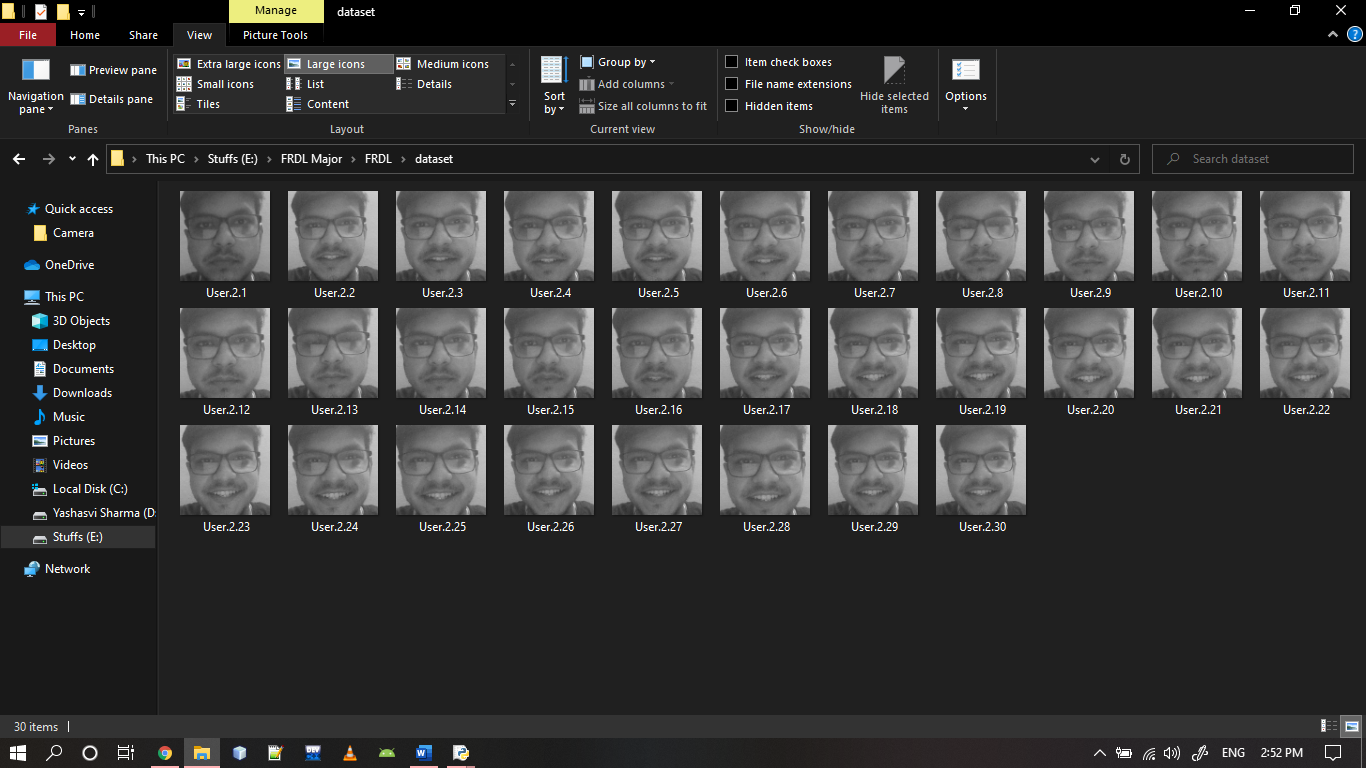 Manage dataset
File Home Share View Picture Tools
Extra large icons Large icons Medium icons
Small icons List Details
Tiles Content
Navigation pane
Preview pane
Details pane
Sort by
Group by
Add columns
Size all columns to fit
Item check boxes
File name extensions
Hidden items
Hide selected items
Options
Panes Layout Current view Show/hide
This PC Stuffs (E:) FRDL Major FRDL dataset Search dataset
Quick access
Camera
OneDrive
This PC
3D Objects
Desktop
Documents
Downloads
Music
Pictures
Videos
Local Disk (C:)
Yashasvi Sharma (D:
Stuffs (E:)
Network
User.2.1 User.2.2 User.2.3 User.2.4 User.2.5 User.2.6 User.2.7 User.2.8 User.2.9 User.2.10 User.2.11
User.2.12 User.2.13 User.2.14 User.2.15 User.2.16 User.2.17 User.2.18 User.2.19 User.2.20 User.2.21 User.2.22
User.2.23 User.2.24 User.2.25 User.2.26 User.2.27 User.2.28 User.2.29 User.2.30
30 items
ENG 2:52 PM